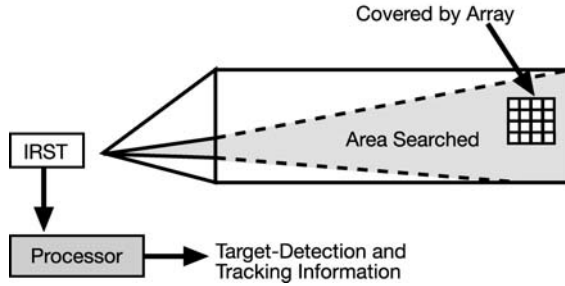 Covered by Array
Area Searched
IRST
Processor
Target-Detection and
Tracking Information